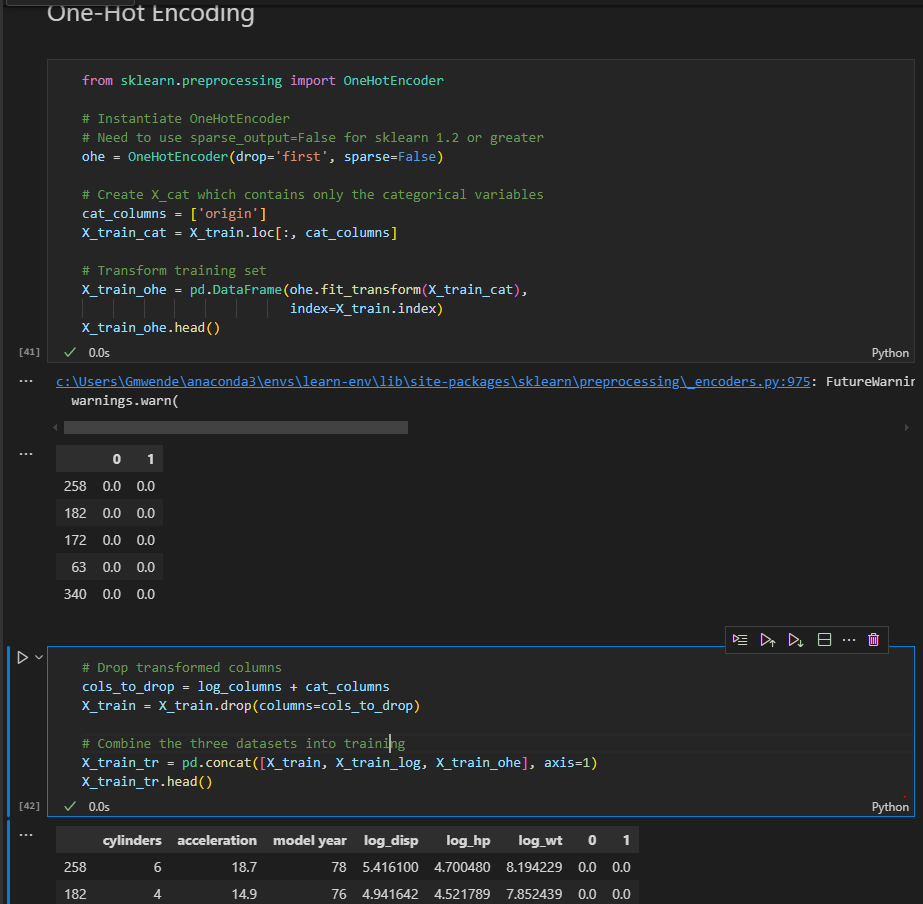 One-Hot Encoding
from sklearn.preprocessing import OneHotEncoder
# Instantiate OneHotEncoder
# Need to use sparse_output=False for sklearn 1.2 or greater
ohe = OneHotEncoder(drop='first', sparse=False)
# Create X_cat which contains only the categorical variables
cat_columns = ['origin']
X_train_cat = X_train.loc[:, cat_columns]
# Transform training set
X_train_ohe = pd.DataFrame(ohe.fit_transform(X_train_cat),
index=X_train.index)
X_train_ohe.head()
[41] 0.0s Python
... c:\Users\Gmwende\anaconda3\envs\learn-env\lib\site-packages\sklearn\preprocessing\_encoders.py:975: FutureWarnin
warnings.warn(
...
0 1
258 0.0 0.0
182 0.0 0.0
172 0.0 0.0
63 0.0 0.0
340 0.0 0.0
# Drop transformed columns
cols_to_drop = log_columns + cat_columns
X_train = X_train.drop(columns=cols_to_drop)
# Combine the three datasets into training
X_train_tr = pd.concat([X_train, X_train_log, X_train_ohe], axis=1)
X_train_tr.head()
[42] 0.0s Python
...
cylinders acceleration model year log_disp log_hp log_wt 0 1
258 6 18.7 78 5.416100 4.700480 8.194229 0.0 0.0
182 4 14.9 76 4.941642 4.521789 7.852439 0.0 0.0